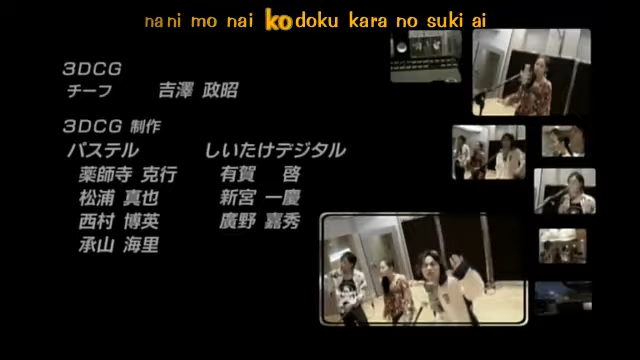 nani mo nai kodoku kara no suki ai
3DCG
チーフ 吉澤 政昭
3DCG 制作
パステル しいたけデジタル
薬師寺 克行 有賀 啓
松浦 真也 新宮 一慶
西村 博英 廣野 嘉秀
承山 海里